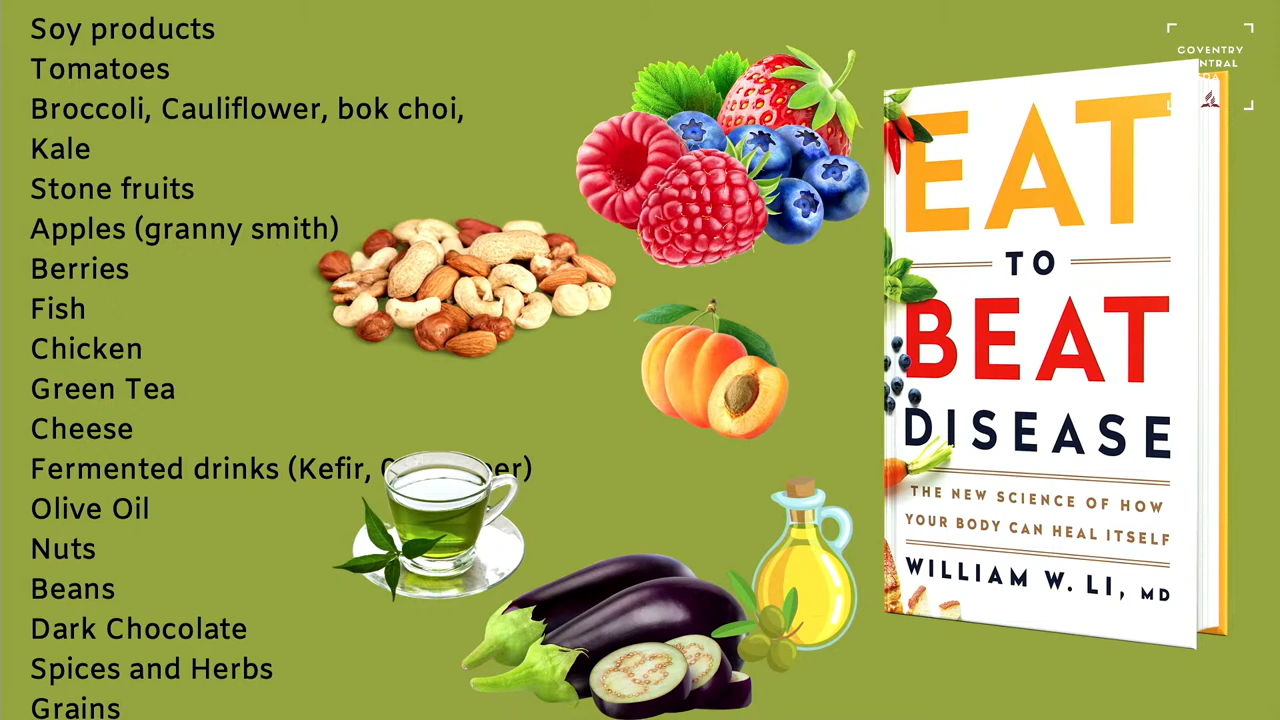 Soy products
Tomatoes
Broccoli, Cauliflower, bok choi,
Kale
Stone fruits
Apples (granny smith)
Berries
Fish
Chicken
Green Tea
Cheese
Fermented drinks (Kefir,
Olive Oil
Nuts
Beans
Dark Chocolate
Spices and Herbs
Grains
COVENTRY
EAT
TO
BEAT
DISEASE
THE NEW SCIENCE OF HOW
YOUR BODY CAN HEAL ITSELF
WILLIAM W. LI, MD